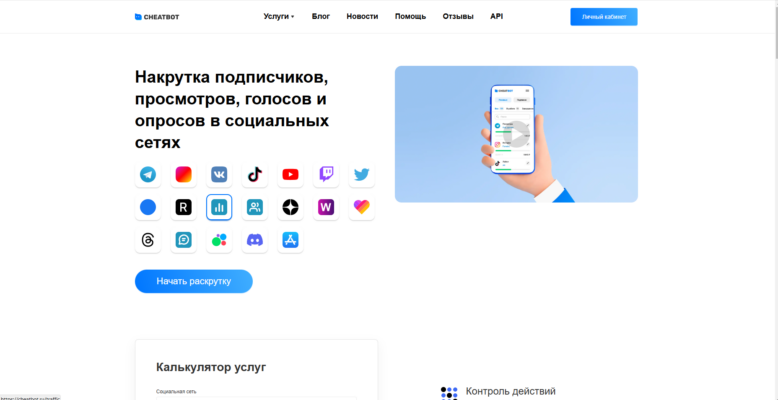 CHEATBOT
Услуги
Блог
Новости
Помощь
Отзывы
API
Личный кабинет
Накрутка подписчиков,
просмотров, голосов и
опросов в социальных
сетях
Начать раскрутку
Калькулятор услуг
Социальная сеть
Контроль действий